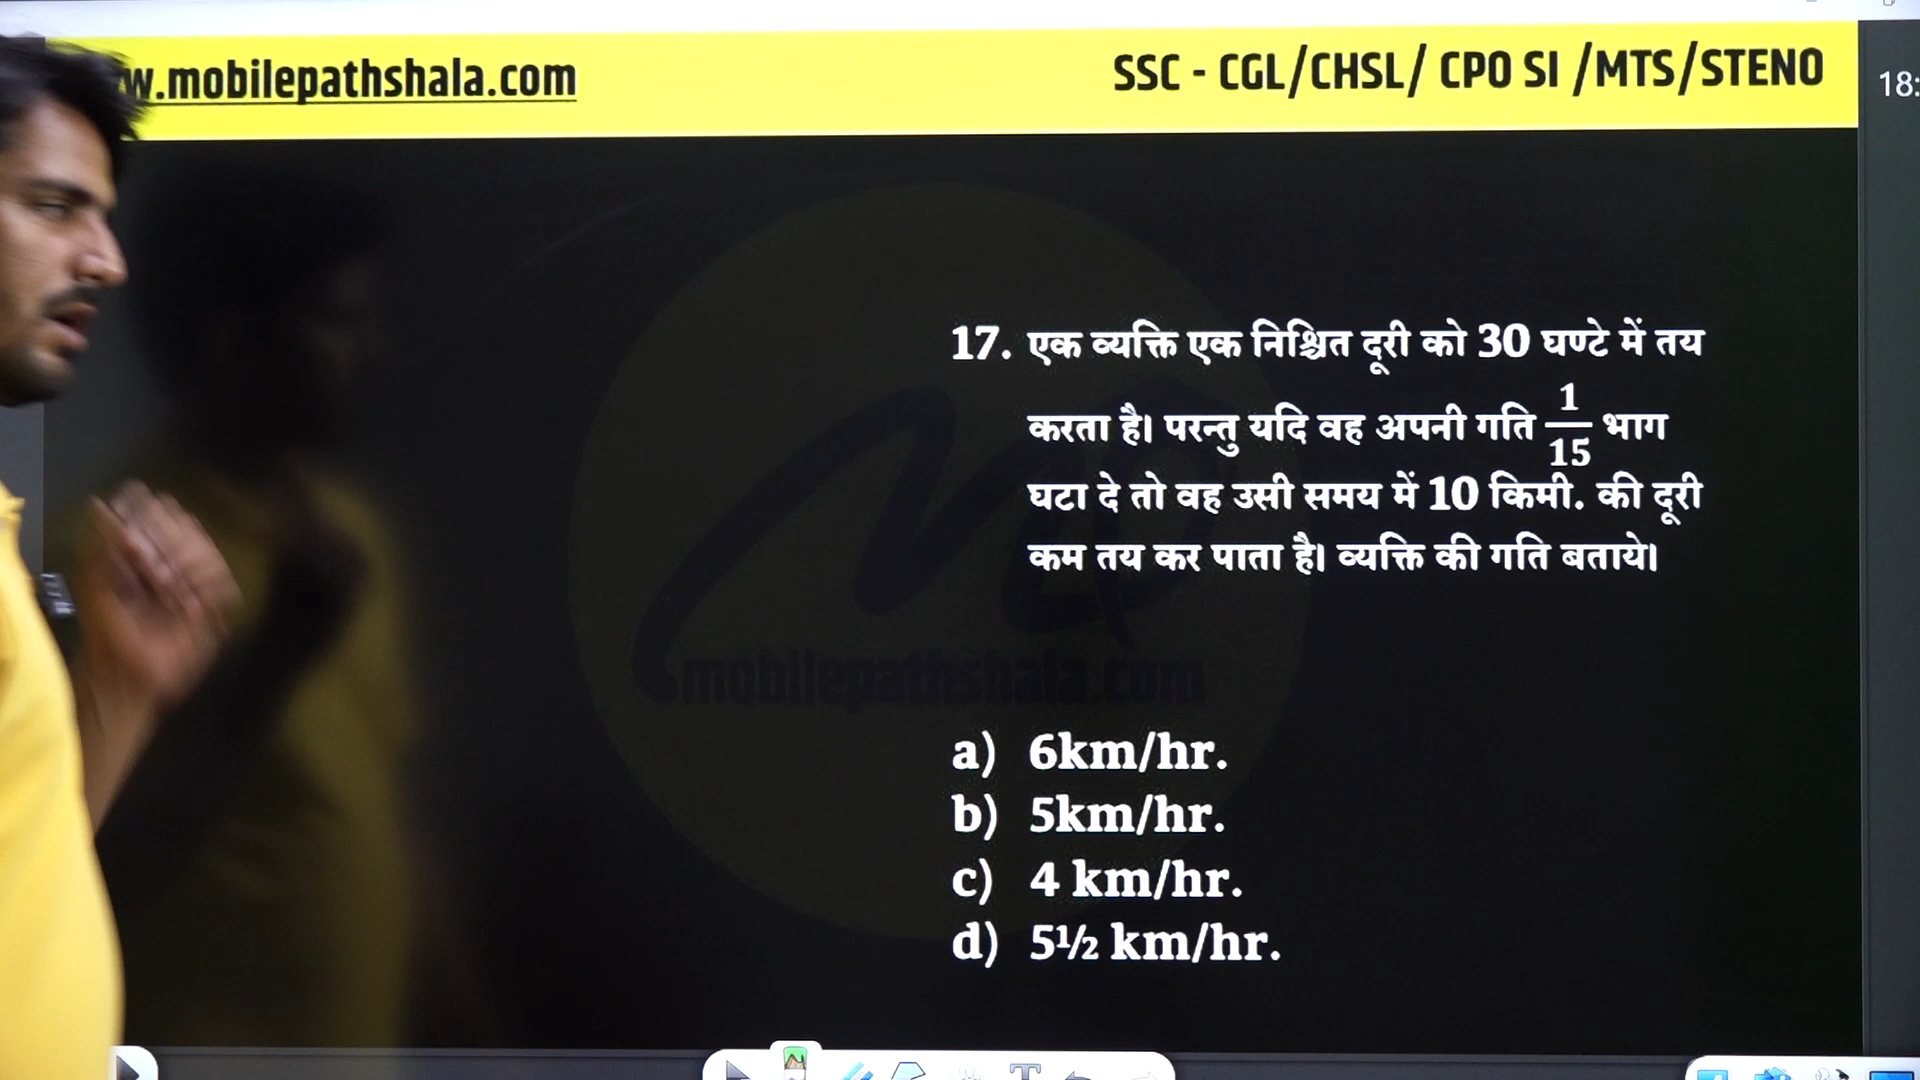 w.mobilepathshala.com
SSC - CGL/CHSL/ CPO SI /MTS/STENO
18:
17. एक व्यक्ति एक निश्चित दूरी को 30 घण्टे में तय
करता है। परन्तु यदि वह अपनी गति 1/15 भाग
घटा दे तो वह उसी समय में 10 किमी. की दूरी
कम तय कर पाता है। व्यक्ति की गति बताये।
mobilepathshala.com
a) 6km/hr.
b) 5km/hr.
c) 4 km/hr.
d) 5½ km/hr.